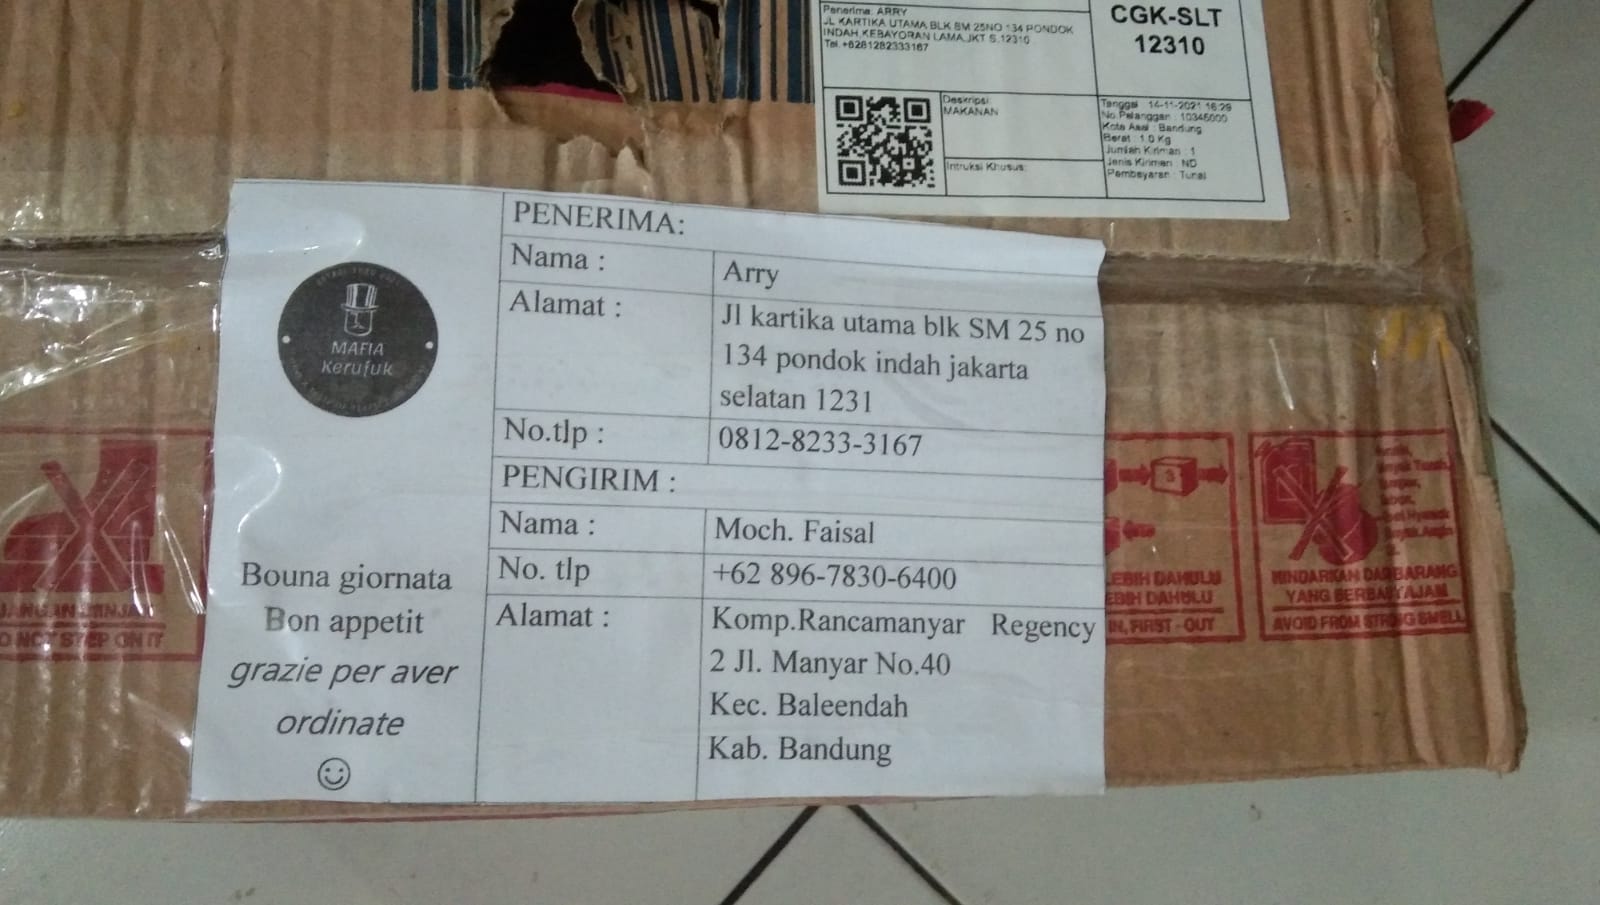 Penerima: ARRY
JL KARTIKA UTAMA BLK SM 25NO 134 PONDOK
INDAH,KEBAYORAN LAMA,JKT S,12310
Tel. +6281282333167
CGK-SLT
12310
Deskripsi:
MAKANAN
Intruksi Khusus:
Tanggal : 14-11-2021 16:29
No.Pelanggan : 10345000
Kota Asal : Bandung
Berat : 1.0 Kg
Jumlah Kiriman : 1
Jenis Kiriman : ND
Pembayaran : Tunai
MAFIA
Kerufuk
Bouna giornata
Bon appetit
grazie per aver
ordinate
PENERIMA:
Nama :
Arry
Alamat :
Jl kartika utama blk SM 25 no
134 pondok indah jakarta
selatan 1231
No.tlp :
0812-8233-3167
PENGIRIM :
Nama :
Moch. Faisal
No. tlp
+62 896-7830-6400
Alamat :
Komp.Rancamanyar Regency
2 Jl. Manyar No.40
Kec. Baleendah
Kab. Bandung
JANGAN INJAK
DO NOT STEP ON IT
3
LEBIH DAHULU
LEBIH DAHULU
IN, FIRST - OUT
HINDARKAN DARI BARANG
YANG BERBAU TAJAM
AVOID FROM STRONG SMELL